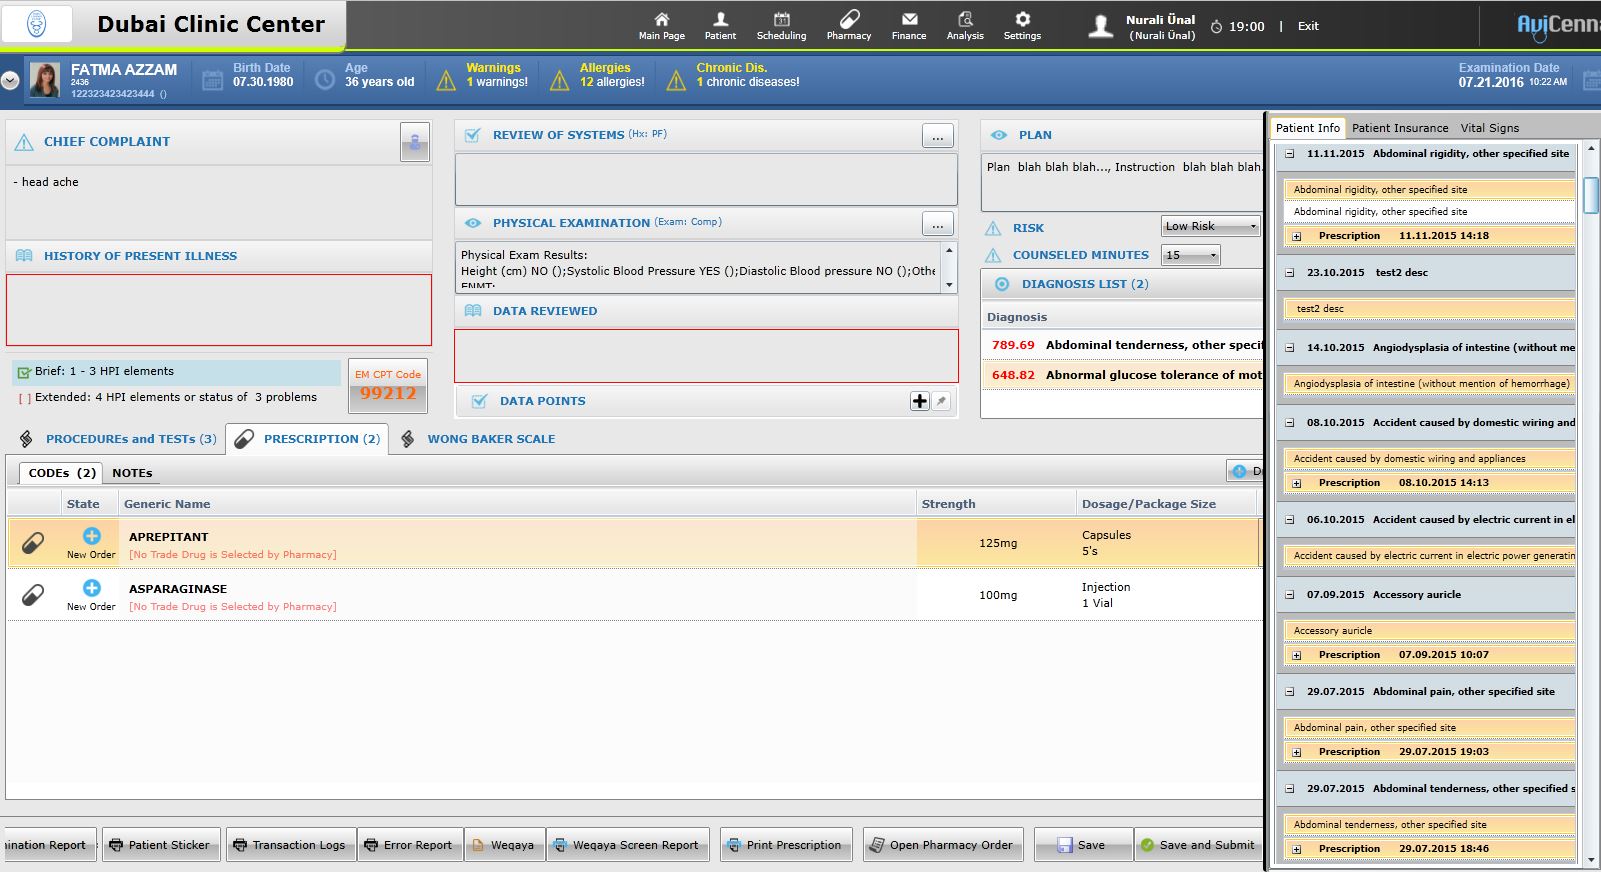 Dubai Clinic Center
Main Page
Patient
Scheduling
Pharmacy
Finance
Analysis
Settings
Nurali Ünal
(Nurali Ünal)
19:00 | Exit
AviCenna
FATMA AZZAM
2436
122323423423444 ()
Birth Date
07.30.1980
Age
36 years old
Warnings
1 warnings!
Allergies
12 allergies!
Chronic Dis.
1 chronic diseases!
Examination Date
07.21.2016 10:22 AM
CHIEF COMPLAINT
- head ache
HISTORY OF PRESENT ILLNESS
Brief: 1 - 3 HPI elements
[ ] Extended: 4 HPI elements or status of 3 problems
EM CPT Code
99212
REVIEW OF SYSTEMS (Hx: PF)
...
PHYSICAL EXAMINATION (Exam: Comp)
...
Physical Exam Results:
Height (cm) NO ();Systolic Blood Pressure YES ();Diastolic Blood pressure NO ();Othe
ENMT:
DATA REVIEWED
DATA POINTS
PLAN
Plan blah blah blah..., Instruction blah blah blah.
RISK
Low Risk
COUNSELED MINUTES
15
DIAGNOSIS LIST (2)
Diagnosis
789.69 Abdominal tenderness, other specif
648.82 Abnormal glucose tolerance of mot
PROCEDUREs and TESTs (3)
PRESCRIPTION (2)
WONG BAKER SCALE
CODEs (2)
NOTEs
D
State
Generic Name
Strength
Dosage/Package Size
New Order
APREPITANT
[No Trade Drug is Selected by Pharmacy]
125mg
Capsules
5's
New Order
ASPARAGINASE
[No Trade Drug is Selected by Pharmacy]
100mg
Injection
1 Vial
Patient Info
Patient Insurance
Vital Signs
11.11.2015 Abdominal rigidity, other specified site
Abdominal rigidity, other specified site
Abdominal rigidity, other specified site
Prescription 11.11.2015 14:18
23.10.2015 test2 desc
test2 desc
14.10.2015 Angiodysplasia of intestine (without me
Angiodysplasia of intestine (without mention of hemorrhage)
08.10.2015 Accident caused by domestic wiring and
Accident caused by domestic wiring and appliances
Prescription 08.10.2015 14:13
06.10.2015 Accident caused by electric current in el
Accident caused by electric current in electric power generatin
07.09.2015 Accessory auricle
Accessory auricle
Prescription 07.09.2015 10:07
29.07.2015 Abdominal pain, other specified site
Abdominal pain, other specified site
Prescription 29.07.2015 19:03
29.07.2015 Abdominal tenderness, other specified s
Abdominal tenderness, other specified site
Prescription 29.07.2015 18:46
ination Report
Patient Sticker
Transaction Logs
Error Report
Weqaya
Weqaya Screen Report
Print Prescription
Open Pharmacy Order
Save
Save and Submit